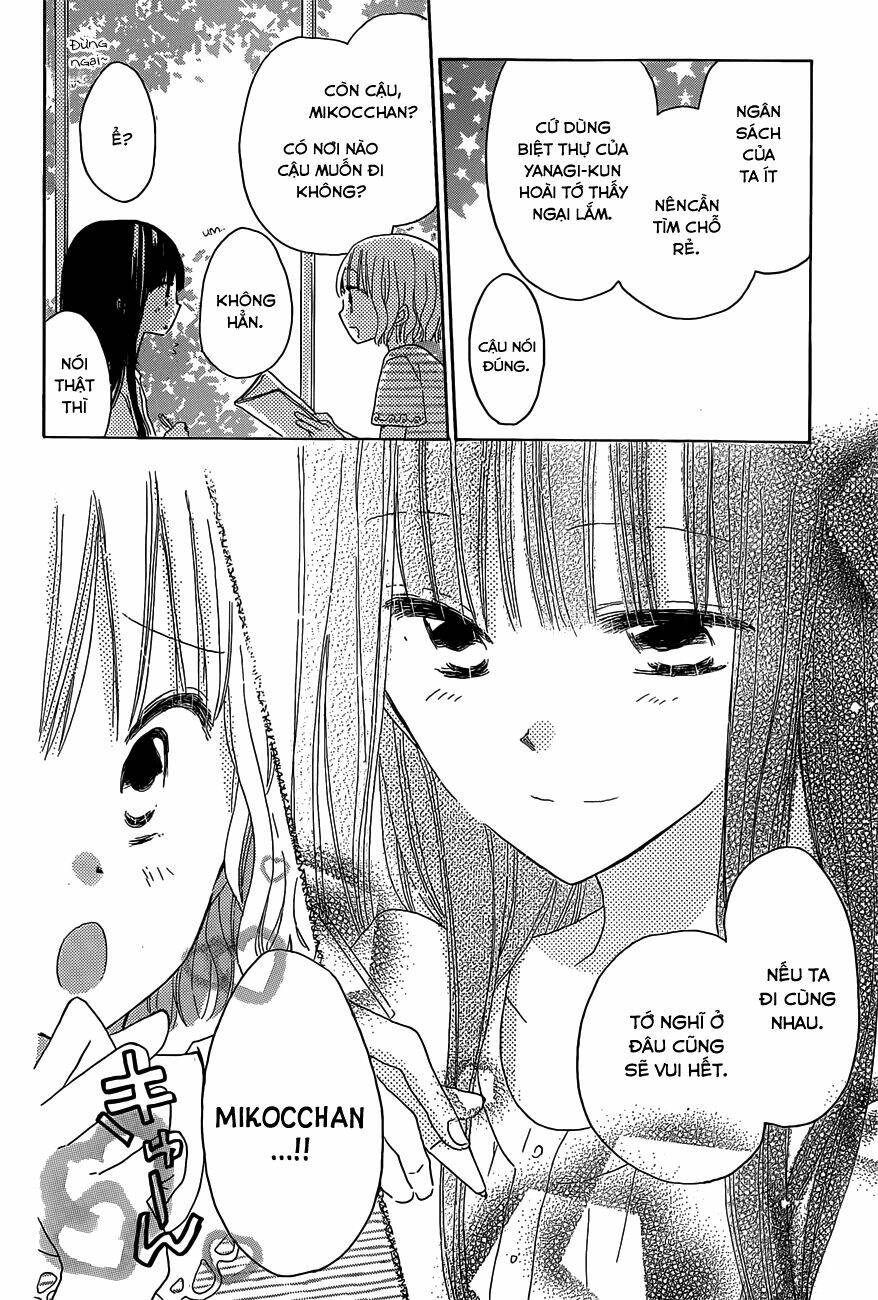 NGÂN
SÁCH
CỦA
TA ÍT
NÊNCẦN
TÌM CHỖ
RẺ.
CỨ DÙNG
BIỆT THỰ CỦA
YANAGI-KUN
HOÀI TỚ THẤY
NGẠI LẮM.
CẬU NÓI
ĐÚNG.
CÒN CẬU,
MIKOCCHAN?
CÓ NƠI NÀO
CẬU MUỐN ĐI
KHÔNG?
Đừng
ngại~
Ể?
um..
KHÔNG
HẲN.
NÓI
THẬT
THÌ
NẾU TA
ĐI CÙNG
NHAU.
TỚ NGHĨ Ở
ĐÂU CŨNG
SẼ VUI HẾT.
MIKOCCHAN
...!!
キューン